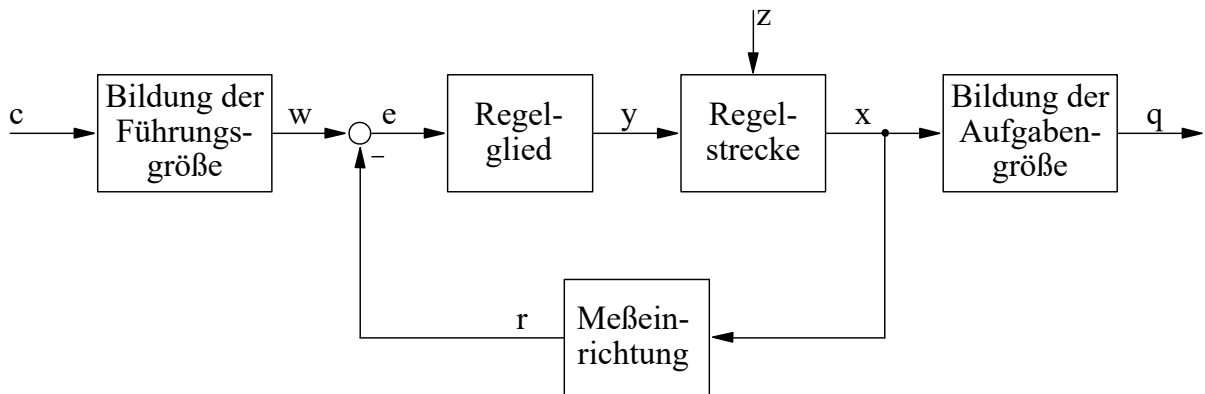 z
c
Bildung der
Führungs-
größe
w
e
–
Regel-
glied
y
Regel-
strecke
x
Bildung der
Aufgaben-
größe
q
r
Meßein-
richtung